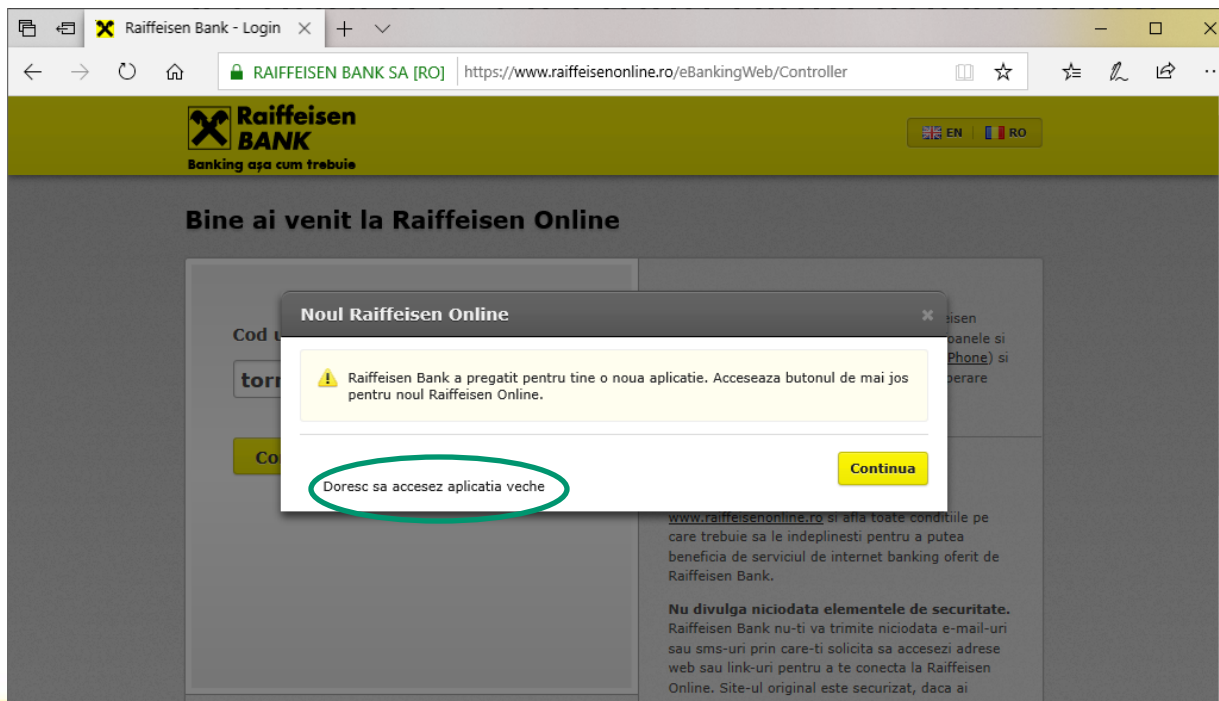 Raiffeisen Bank - Login
RAIFFEISEN BANK SA [RO] https://www.raiffeisenonline.ro/eBankingWeb/Controller
Raiffeisen
BANK
Banking așa cum trebuie
EN | RO
Bine ai venit la Raiffeisen Online
Cod
torr
Co
Noul Raiffeisen Online
Raiffeisen Bank a pregatit pentru tine o noua aplicatie. Acceseaza butonul de mai jos
pentru noul Raiffeisen Online.
Continua
Doresc sa accesez aplicatia veche
eisen
oanele si
Phone) si
perare
www.raiffeisenonline.ro si afla toate conditiile pe
care trebuie sa le indeplinesti pentru a putea
beneficia de serviciul de internet banking oferit de
Raiffeisen Bank.
Nu divulga niciodata elementele de securitate.
Raiffeisen Bank nu-ti va trimite niciodata e-mail-uri
sau sms-uri prin care-ti solicita sa accesezi adrese
web sau link-uri pentru a te conecta la Raiffeisen
Online. Site-ul original este securizat, daca ai